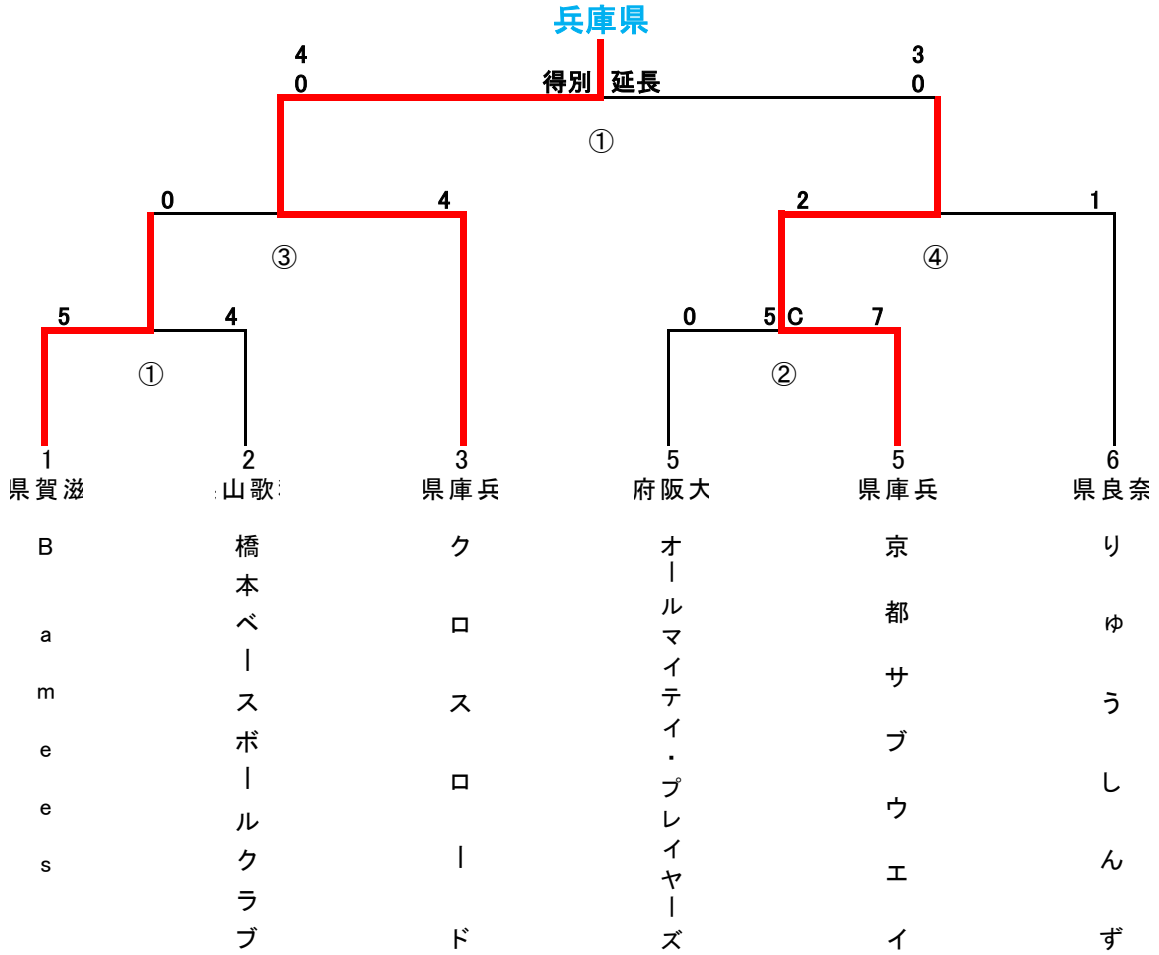 兵庫県
4 3
0 得別 延長 0
①
0 4 2 1
③ ④
5 4 0 5 C 7
① ②
1 2 3 5 5 6
県賀滋 山歌 県庫兵 府阪大 県庫兵 県良奈
Bameees
橋本ベースボールクラブ
クロスロード
オールマイテイ・プレイヤーズ
京都サブウエイ
りゅうしんず